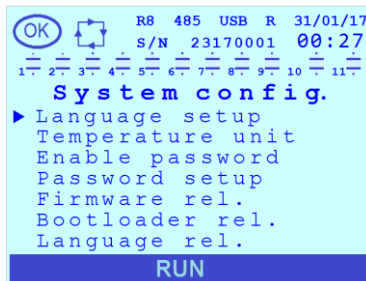 OK R8 485 USB R 31/01/17
S/N 23170001 00:27
1 2 3 4 5 6 7 8 9 10 11
System config.
Language setup
Temperature unit
Enable password
Password setup
Firmware rel.
Bootloader rel.
Language rel.
RUN